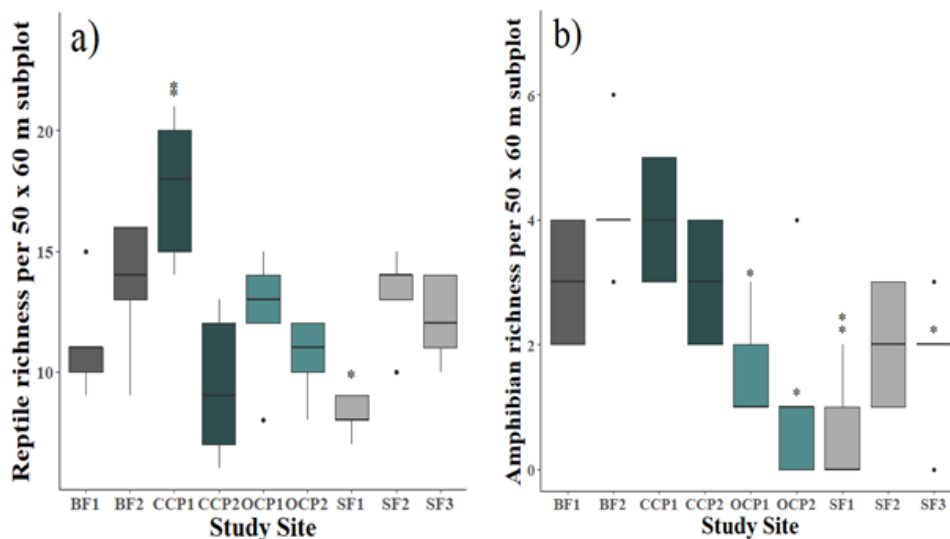 a)
Reptile richness per 50 x 60 m subplot
20
15
10
**
*
BF1 BF2 CCP1 CCP2 OCP1 OCP2 SF1 SF2 SF3
Study Site
b)
Amphibian richness per 50 x 60 m subplot
6
4
2
0
*
*
**
*
BF1 BF2 CCP1 CCP2 OCP1 OCP2 SF1 SF2 SF3
Study Site